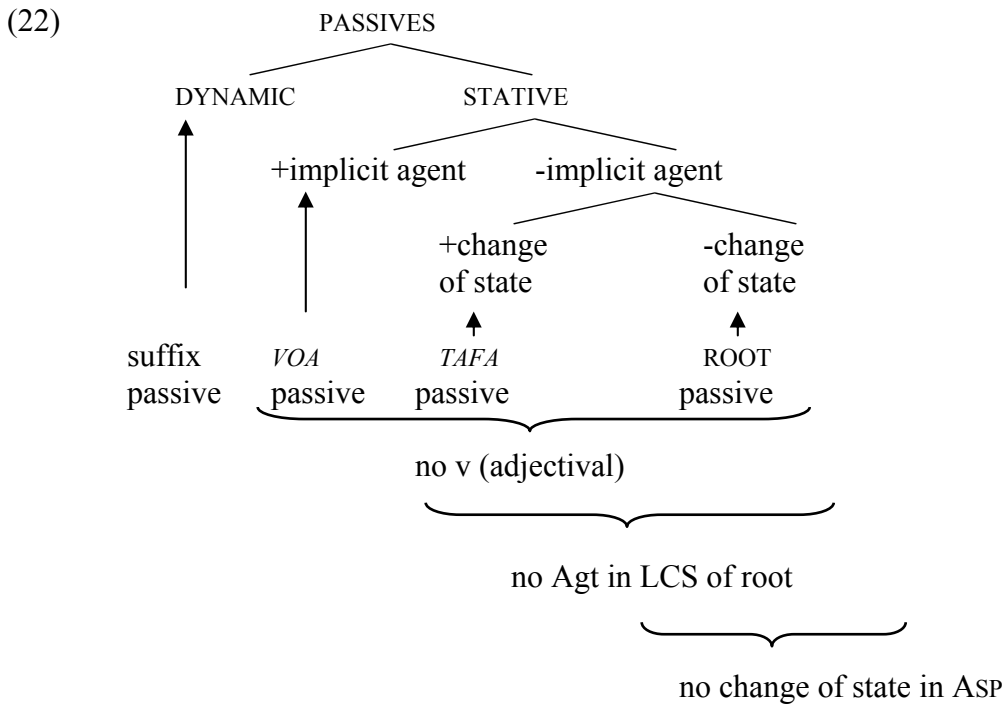 (22) PASSIVES
DYNAMIC STATIVE
+implicit agent -implicit agent
+change -change
of state of state
suffix VOA TAFA ROOT
passive passive passive passive
no v (adjectival)
no Agt in LCS of root
no change of state in ASP